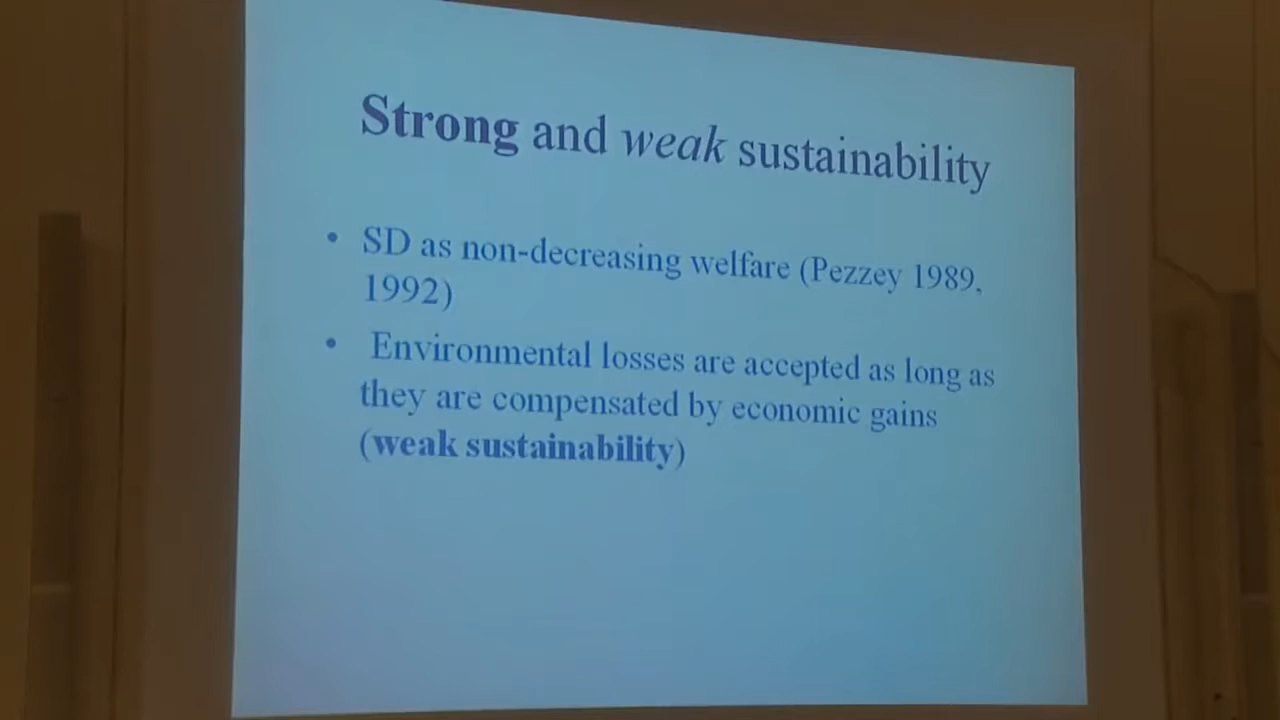 Strong and weak sustainability
• SD as non-decreasing welfare (Pezzey 1989,
1992)
• Environmental losses are accepted as long as
they are compensated by economic gains
(weak sustainability)